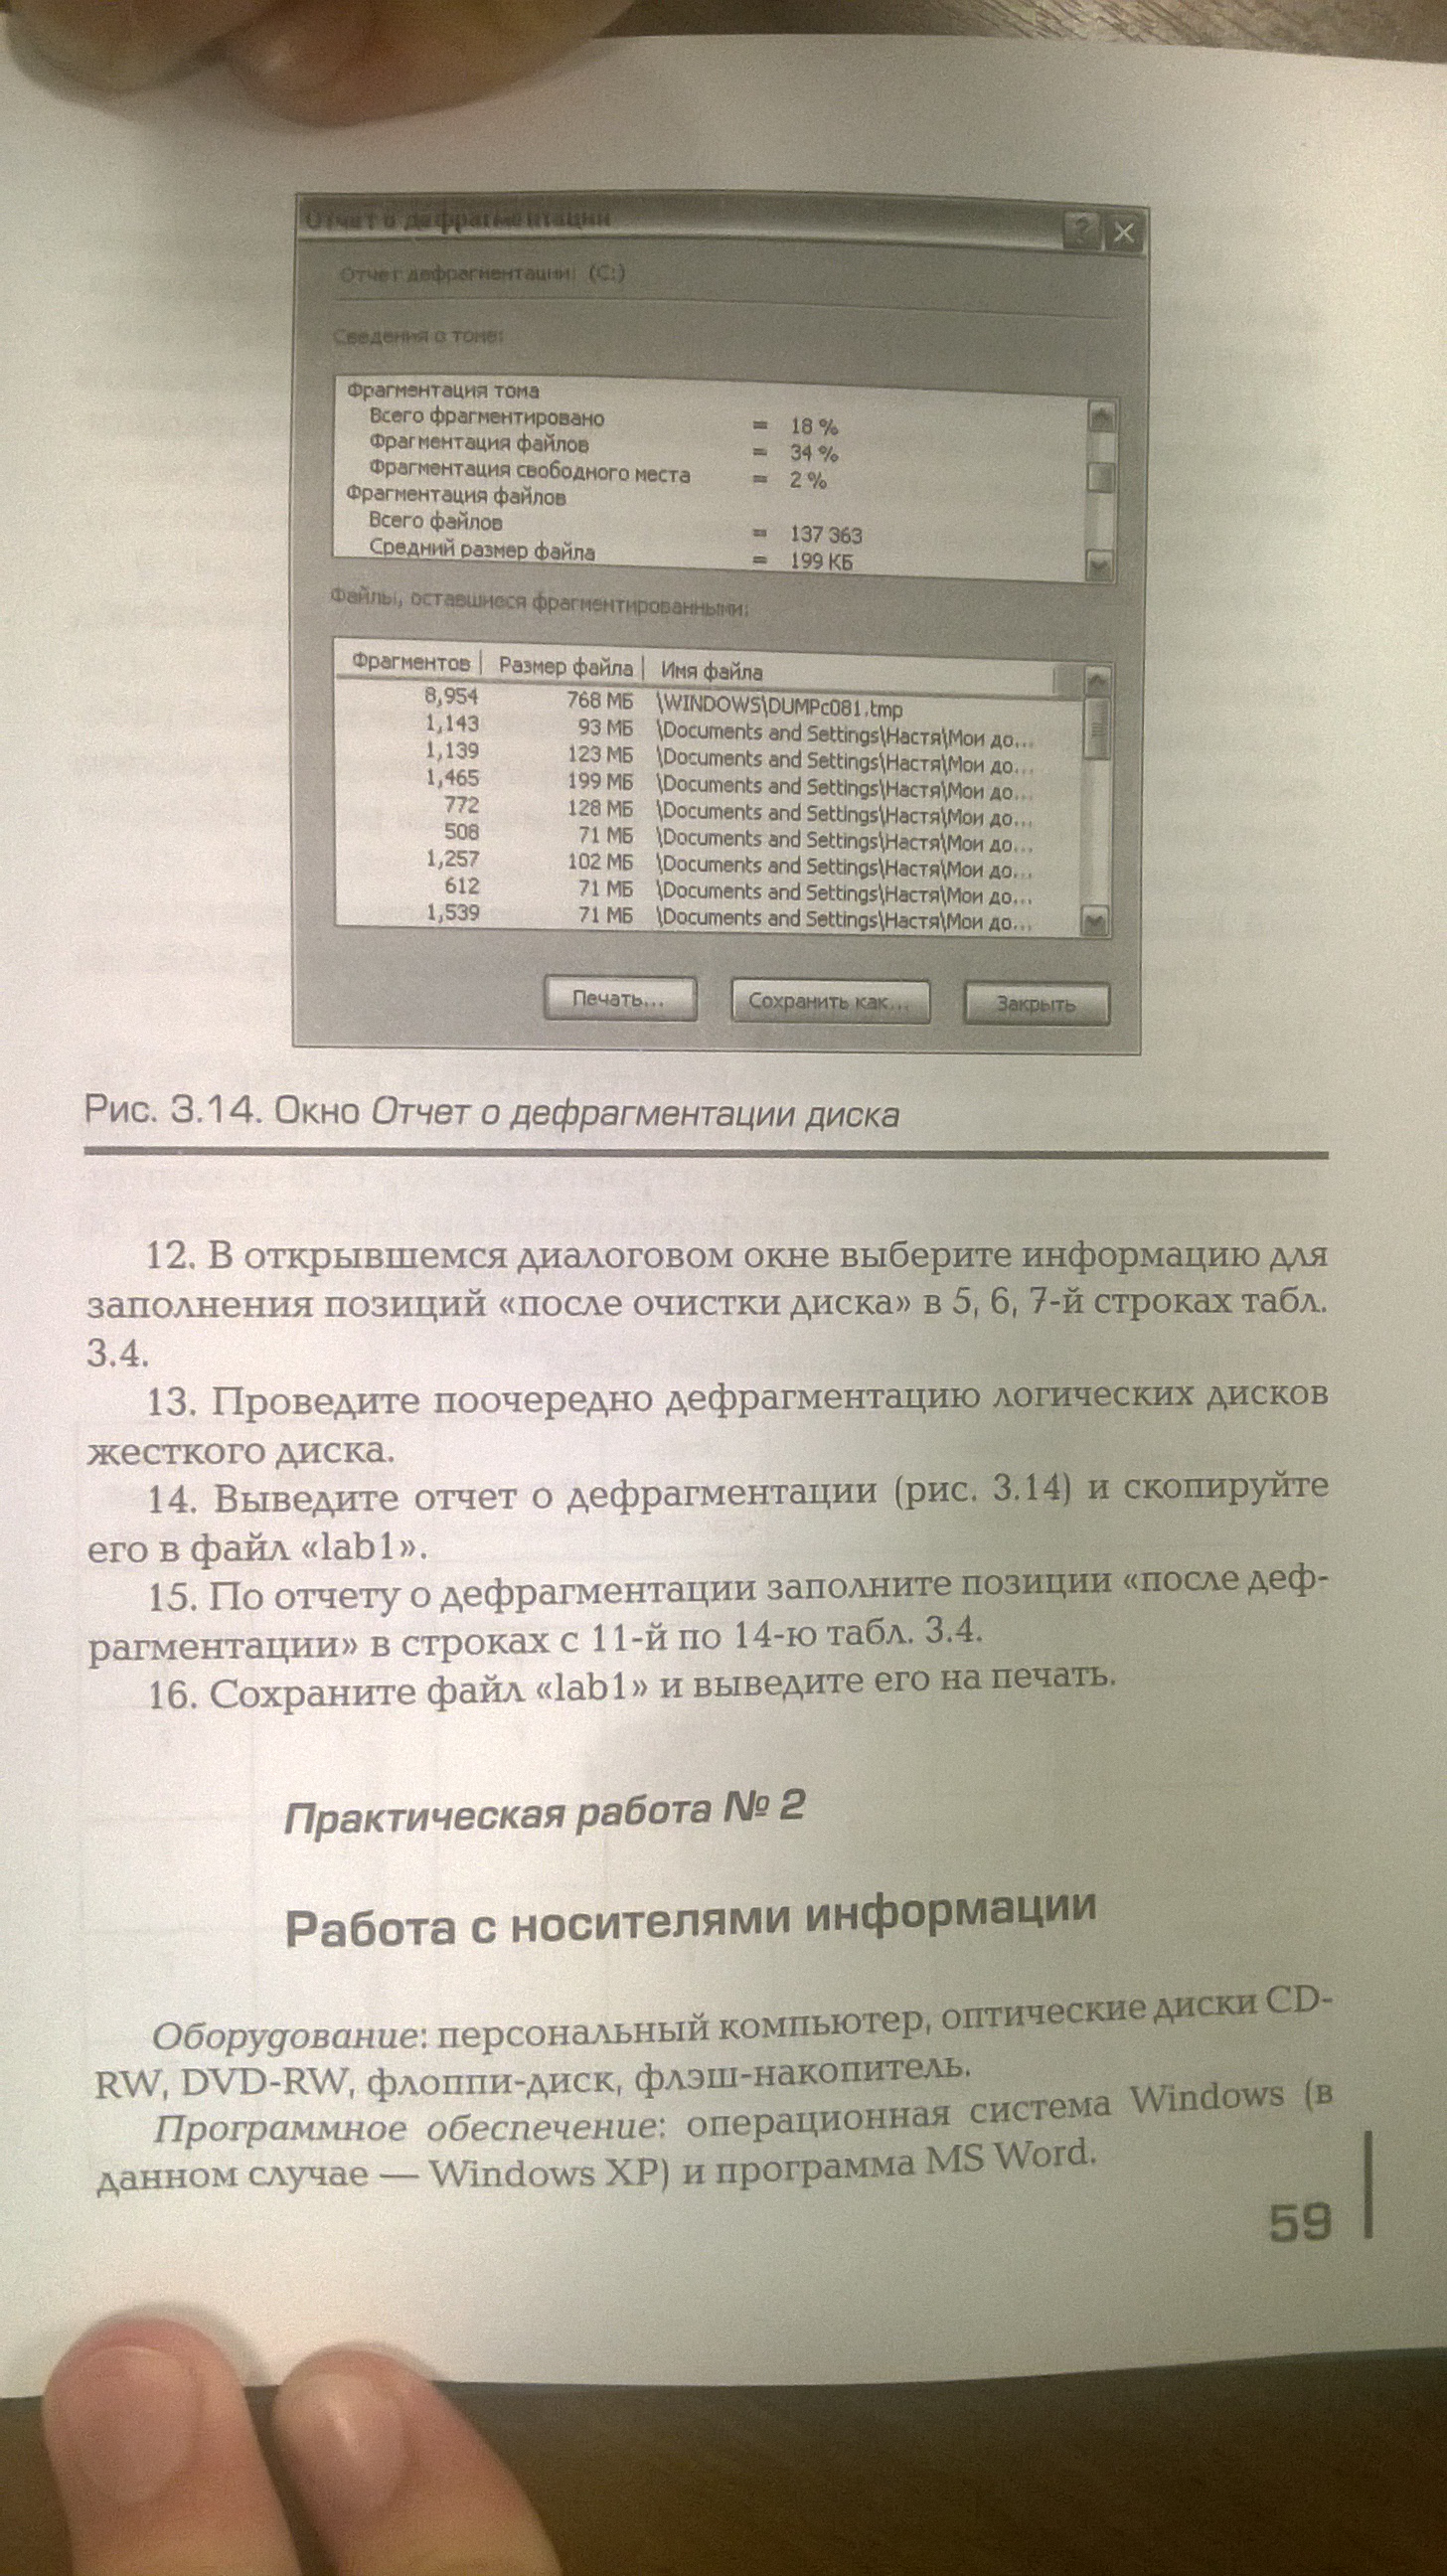 Отчет о дефрагментации
Отчет дефрагментации: (C:)
Сведения о томе:
Фрагментация тома
Всего фрагментировано = 18 %
Фрагментация файлов = 34 %
Фрагментация свободного места = 2 %
Фрагментация файлов
Всего файлов = 137 363
Средний размер файла = 199 КБ
Файлы, оставшиеся фрагментированными:
Фрагментов Размер файла Имя файла
8,954 768 МБ \WINDOWS\DUMPc081.tmp
1,143 93 МБ \Documents and Settings\Настя\Мои до...
1,139 123 МБ \Documents and Settings\Настя\Мои до...
1,465 199 МБ \Documents and Settings\Настя\Мои до...
772 128 МБ \Documents and Settings\Настя\Мои до...
508 71 МБ \Documents and Settings\Настя\Мои до...
1,257 102 МБ \Documents and Settings\Настя\Мои до...
612 71 МБ \Documents and Settings\Настя\Мои до...
1,539 71 МБ \Documents and Settings\Настя\Мои до...
Печать... Сохранить как... Закрыть
Рис. 3.14. Окно Отчет о дефрагментации диска
12. В открывшемся диалоговом окне выберите информацию для
заполнения позиций «после очистки диска» в 5, 6, 7-й строках табл.
3.4.
13. Проведите поочередно дефрагментацию логических дисков
жесткого диска.
14. Выведите отчет о дефрагментации (рис. 3.14) и скопируйте
его в файл «lab1».
15. По отчету о дефрагментации заполните позиции «после деф-
рагментации» в строках с 11-й по 14-ю табл. 3.4.
16. Сохраните файл «lab1» и выведите его на печать.
Практическая работа № 2
Работа с носителями информации
Оборудование: персональный компьютер, оптические диски CD-
RW, DVD-RW, флоппи-диск, флэш-накопитель.
Программное обеспечение: операционная система Windows (в
данном случае — Windows XP) и программа MS Word.
59